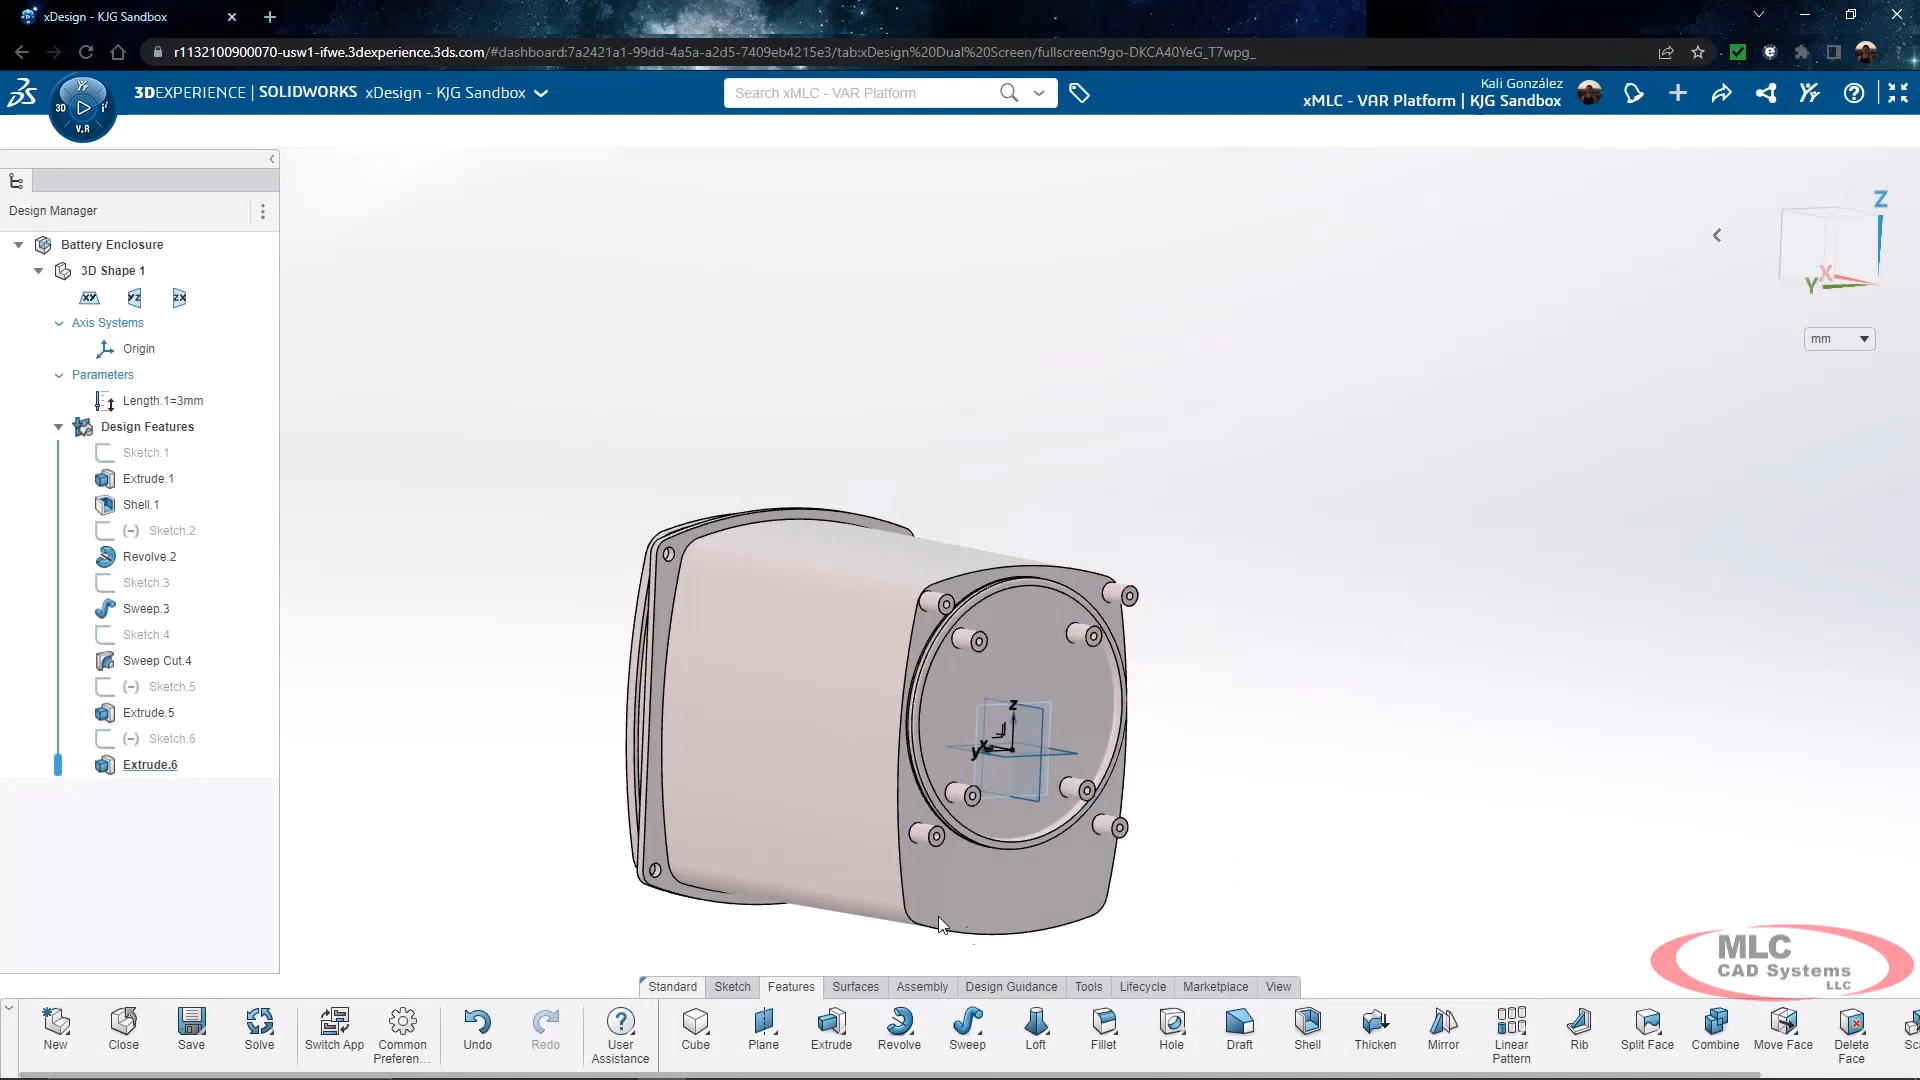 xDesign - KJG Sandbox
r1132100900070-usw1-ifwe.3dexperience.3ds.com/#dashboard:7a2421a1-99dd-4a5a-a2d5-7409eb4215e3/tab:xDesign%20Dual%20Screen/fullscreen:9go-DKCA40YeG_T7wpg_
3D
V.R
3DEXPERIENCE | SOLIDWORKS xDesign - KJG Sandbox
Search xMLC - VAR Platform
Kali González
xMLC - VAR Platform | KJG Sandbox
Design Manager
Battery Enclosure
3D Shape 1
XY YZ ZX
Axis Systems
Origin
Parameters
Length.1=3mm
Design Features
Sketch.1
Extrude.1
Shell.1
(-) Sketch.2
Revolve.2
Sketch.3
Sweep.3
Sketch.4
Sweep Cut.4
(-) Sketch.5
Extrude.5
(-) Sketch.6
Extrude.6
Z
X
Y
mm
z
x
y
MLC
CAD Systems
LLC
Standard Sketch Features Surfaces Assembly Design Guidance Tools Lifecycle Marketplace View
New Close Save Solve Switch App Common Preferen... Undo Redo User Assistance Cube Plane Extrude Revolve Sweep Loft Fillet Hole Draft Shell Thicken Mirror Linear Pattern Rib Split Face Combine Move Face Delete Face Sca